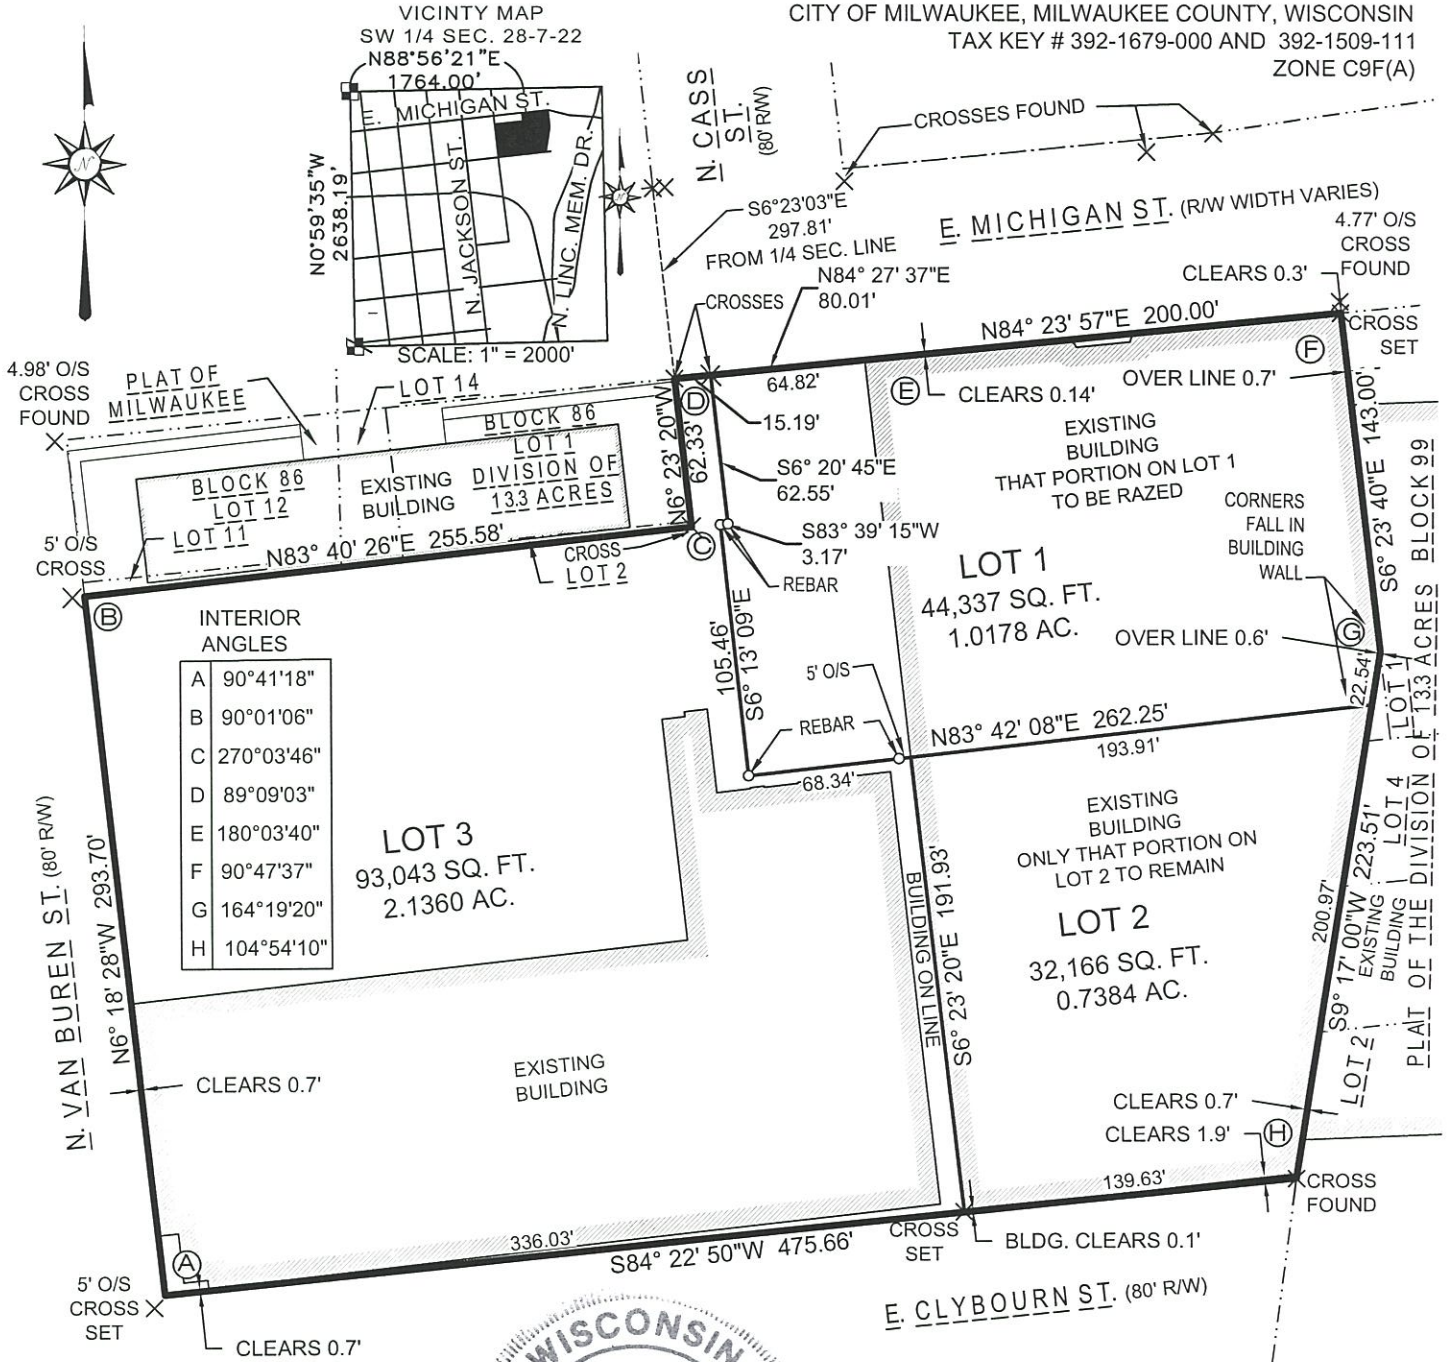 VICINTY MAP
SW 1/4 SEC. 28-7-22
N88°56'21"E
1764.00'
E. MICHIGAN ST.
N. JACKSON ST.
N. LINC. MEM. DR.
N0°59'35"W
2638.19'
SCALE: 1" = 2000'
CITY OF MILWAUKEE, MILWAUKEE COUNTY, WISCONSIN
TAX KEY # 392-1679-000 AND 392-1509-111
ZONE C9F(A)
N
N
N. CASS
ST.
(80' R/W)
CROSSES FOUND
S6°23'03"E
297.81'
FROM 1/4 SEC. LINE
E. MICHIGAN ST. (R/W WIDTH VARIES)
4.77' O/S
CROSS
FOUND
CLEARS 0.3'
N84° 27' 37"E
80.01'
CROSSES
N84° 23' 57"E 200.00'
CROSS
SET
4.98' O/S
CROSS
FOUND
PLAT OF
MILWAUKEE
LOT 14
BLOCK 86
LOT 1
DIVISION OF
13.3 ACRES
BLOCK 86
LOT 12
EXISTING
BUILDING
LOT 11
5' O/S
CROSS
N83° 40' 26"E 255.58'
CROSS
LOT 2
N6° 23' 20"W
62.33'
D
64.82'
15.19'
E
CLEARS 0.14'
F
OVER LINE 0.7'
EXISTING
BUILDING
THAT PORTION ON LOT 1
TO BE RAZED
S6° 20' 45"E
62.55'
S83° 39' 15"W
3.17'
REBAR
C
B
CORNERS
FALL IN
BUILDING
WALL
S6° 23' 40"E 143.00'
LOT 1
44,337 SQ. FT.
1.0178 AC.
OVER LINE 0.6'
G
22.54'
INTERIOR
ANGLES
A 90°41'18"
B 90°01'06"
C 270°03'46"
D 89°09'03"
E 180°03'40"
F 90°47'37"
G 164°19'20"
H 104°54'10"
105.46'
S6° 13' 09"E
5' O/S
REBAR
N83° 42' 08"E 262.25'
193.91'
68.34'
LOT 1
LOT 4
PLAT OF THE DIVISION OF 13.3 ACRES BLOCK 99
LOT 3
93,043 SQ. FT.
2.1360 AC.
EXISTING
BUILDING
ONLY THAT PORTION ON
LOT 2 TO REMAIN
LOT 2
32,166 SQ. FT.
0.7384 AC.
BUILDING ON LINE
S6° 23' 20"E 191.93'
200.97'
S9° 17' 00"W 223.51'
EXISTING
BUILDING
LOT 2
N. VAN BUREN ST. (80' R/W)
N6° 18' 28"W 293.70'
CLEARS 0.7'
EXISTING
BUILDING
CLEARS 0.7'
CLEARS 1.9'
H
139.63'
CROSS
FOUND
CROSS
SET
BLDG. CLEARS 0.1'
336.03'
S84° 22' 50"W 475.66'
A
5' O/S
CROSS
SET
CLEARS 0.7'
E. CLYBOURN ST. (80' R/W)
WISCONSIN